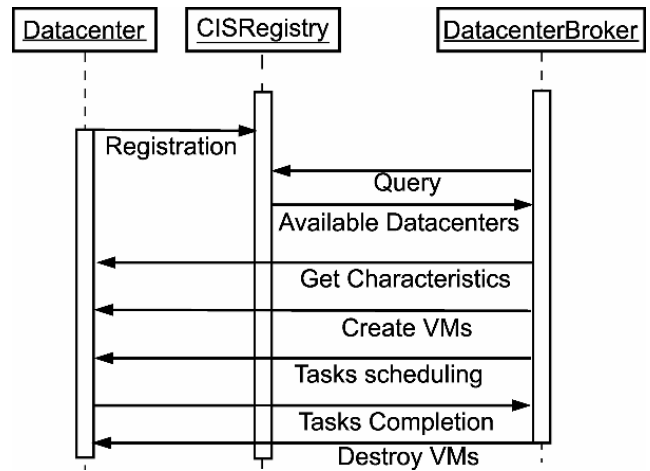 Datacenter
CISRegistry
DatacenterBroker
Registration
Query
Available Datacenters
Get Characteristics
Create VMs
Tasks scheduling
Tasks Completion
Destroy VMs